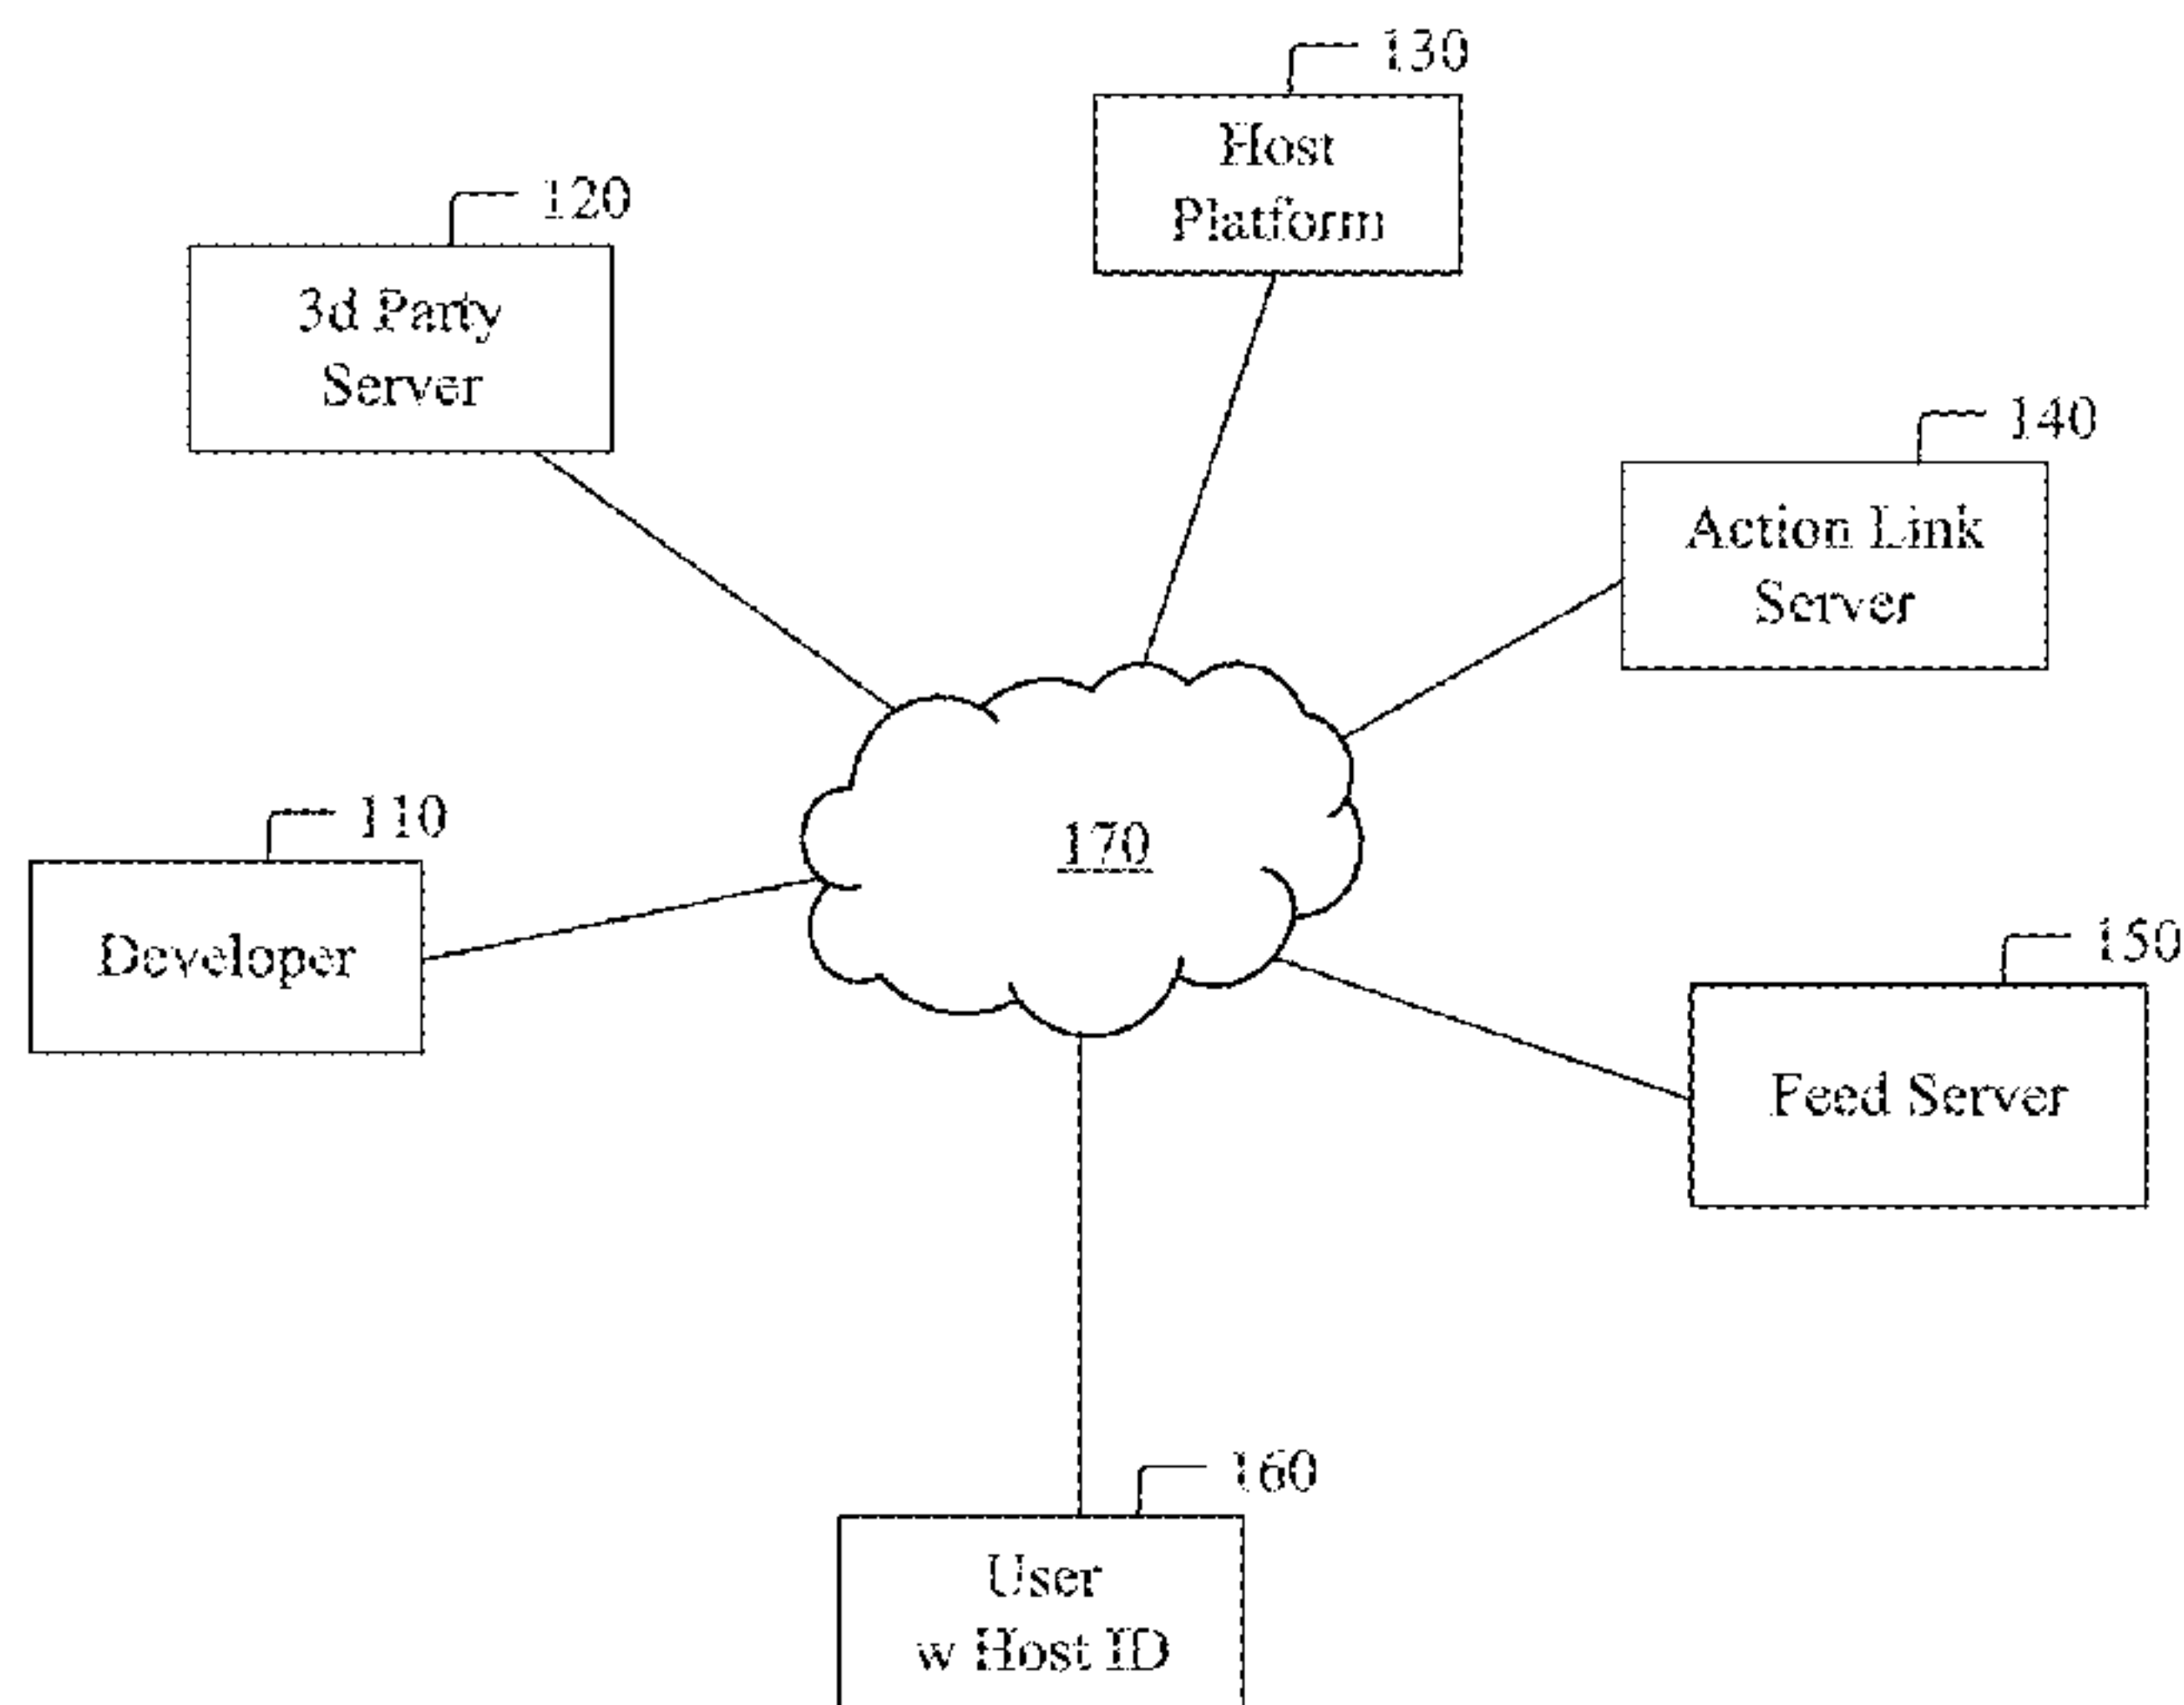 130
Host
Platform
120
3d Party
Server
140
Action Link
Server
110
Developer
170
150
Feed Server
160
User
w Host ID